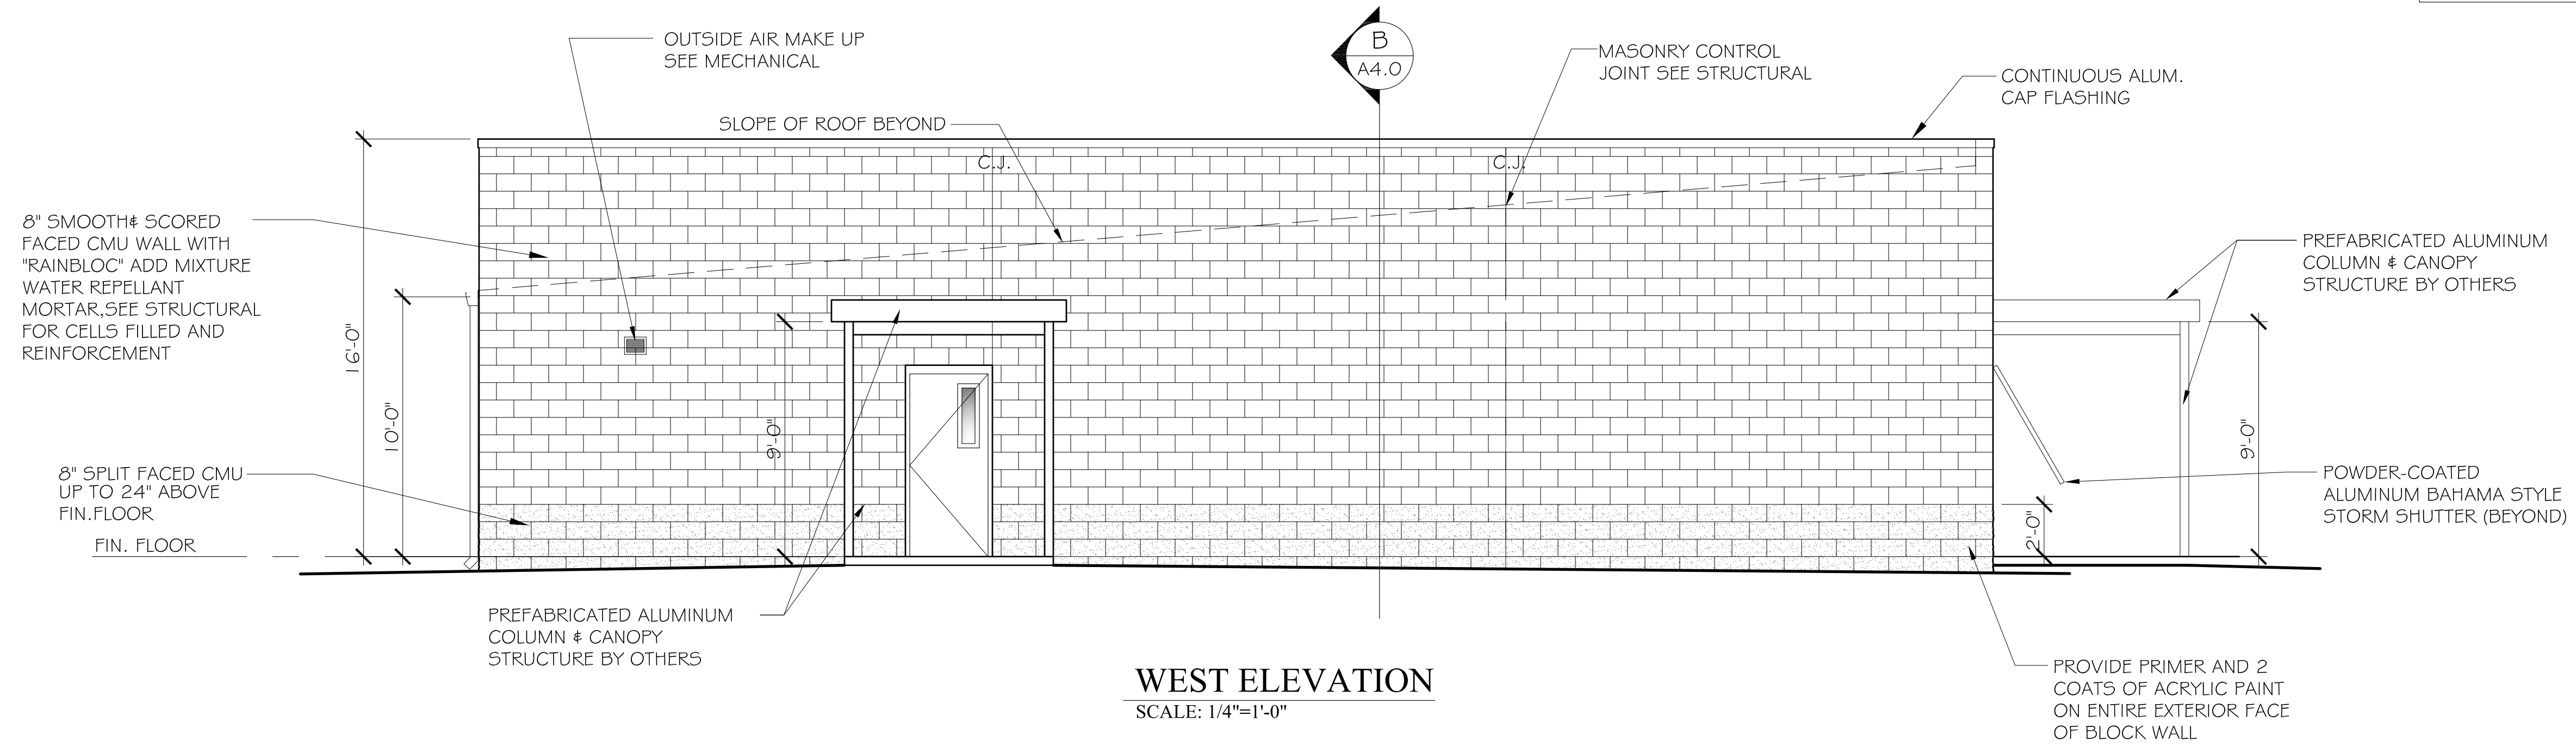 OUTSIDE AIR MAKE UP
SEE MECHANICAL
B
A4.0
MASONRY CONTROL
JOINT SEE STRUCTURAL
CONTINUOUS ALUM.
CAP FLASHING
SLOPE OF ROOF BEYOND
C.J.
C.J.
8" SMOOTH& SCORED
FACED CMU WALL WITH
"RAINBLOC" ADD MIXTURE
WATER REPELLANT
MORTAR,SEE STRUCTURAL
FOR CELLS FILLED AND
REINFORCEMENT
16'-0"
10'-0"
9'-0"
PREFABRICATED ALUMINUM
COLUMN & CANOPY
STRUCTURE BY OTHERS
9'-0"
8" SPLIT FACED CMU
UP TO 24" ABOVE
FIN.FLOOR
FIN. FLOOR
2'-0"
POWDER-COATED
ALUMINUM BAHAMA STYLE
STORM SHUTTER (BEYOND)
PREFABRICATED ALUMINUM
COLUMN & CANOPY
STRUCTURE BY OTHERS
PROVIDE PRIMER AND 2
COATS OF ACRYLIC PAINT
ON ENTIRE EXTERIOR FACE
OF BLOCK WALL
WEST ELEVATION
SCALE: 1/4"=1'-0"